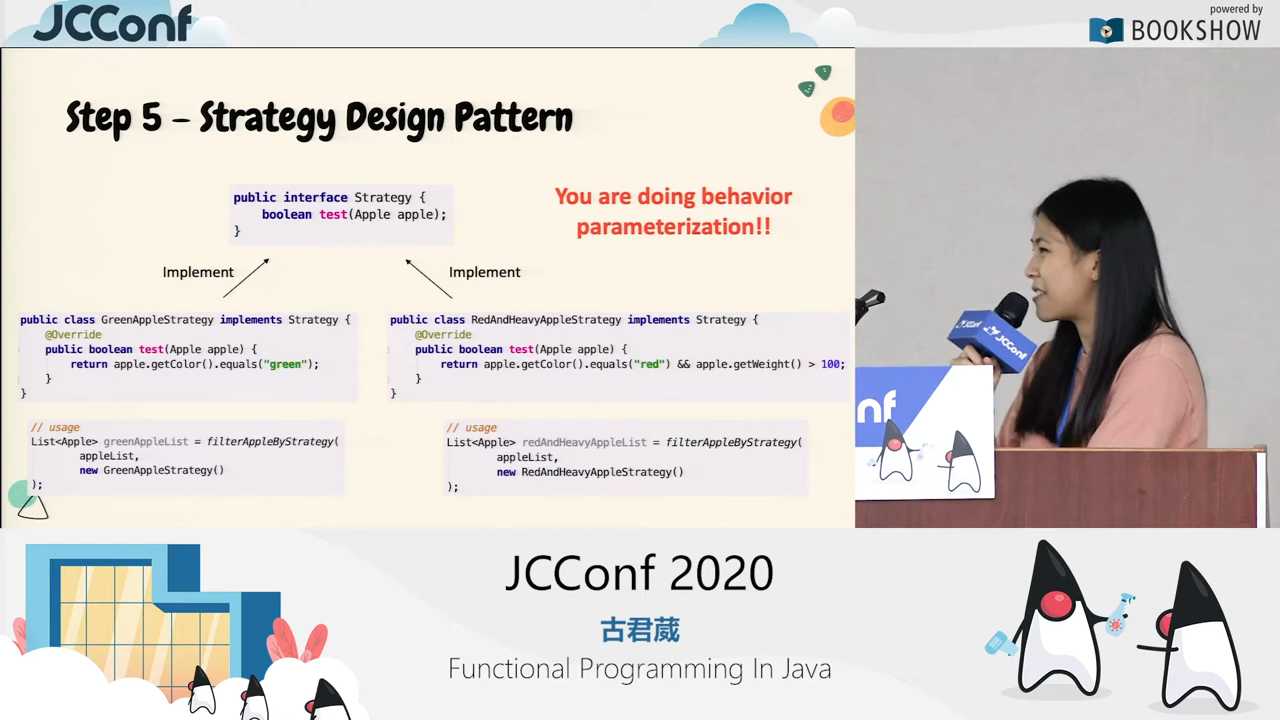 JCConf
powered by
BOOKSHOW
Step 5 – Strategy Design Pattern
public interface Strategy {
boolean test(Apple apple);
}
You are doing behavior
parameterization!!
Implement
Implement
public class GreenAppleStrategy implements Strategy {
@Override
public boolean test(Apple apple) {
return apple.getColor().equals("green");
}
}
public class RedAndHeavyAppleStrategy implements Strategy {
@Override
public boolean test(Apple apple) {
return apple.getColor().equals("red") && apple.getWeight() > 100;
}
}
// usage
List<Apple> greenAppleList = filterAppleByStrategy(
appleList,
new GreenAppleStrategy()
);
// usage
List<Apple> redAndHeavyAppleList = filterAppleByStrategy(
appleList,
new RedAndHeavyAppleStrategy()
);
JCConf
nf
JCConf 2020
古君葳
Functional Programming In Java